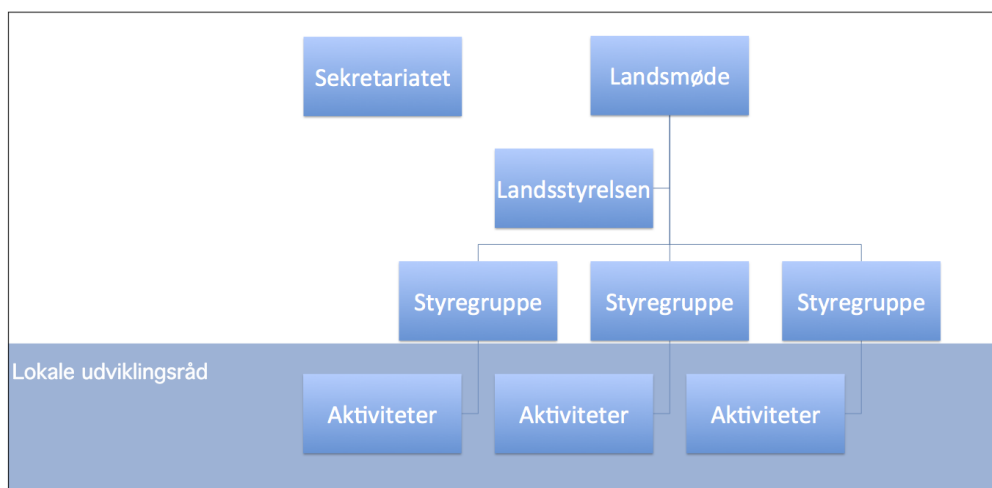 Sekretariatet
Landsmøde
Landsstyrelsen
Styregruppe
Styregruppe
Styregruppe
Lokale udviklingsråd
Aktiviteter
Aktiviteter
Aktiviteter